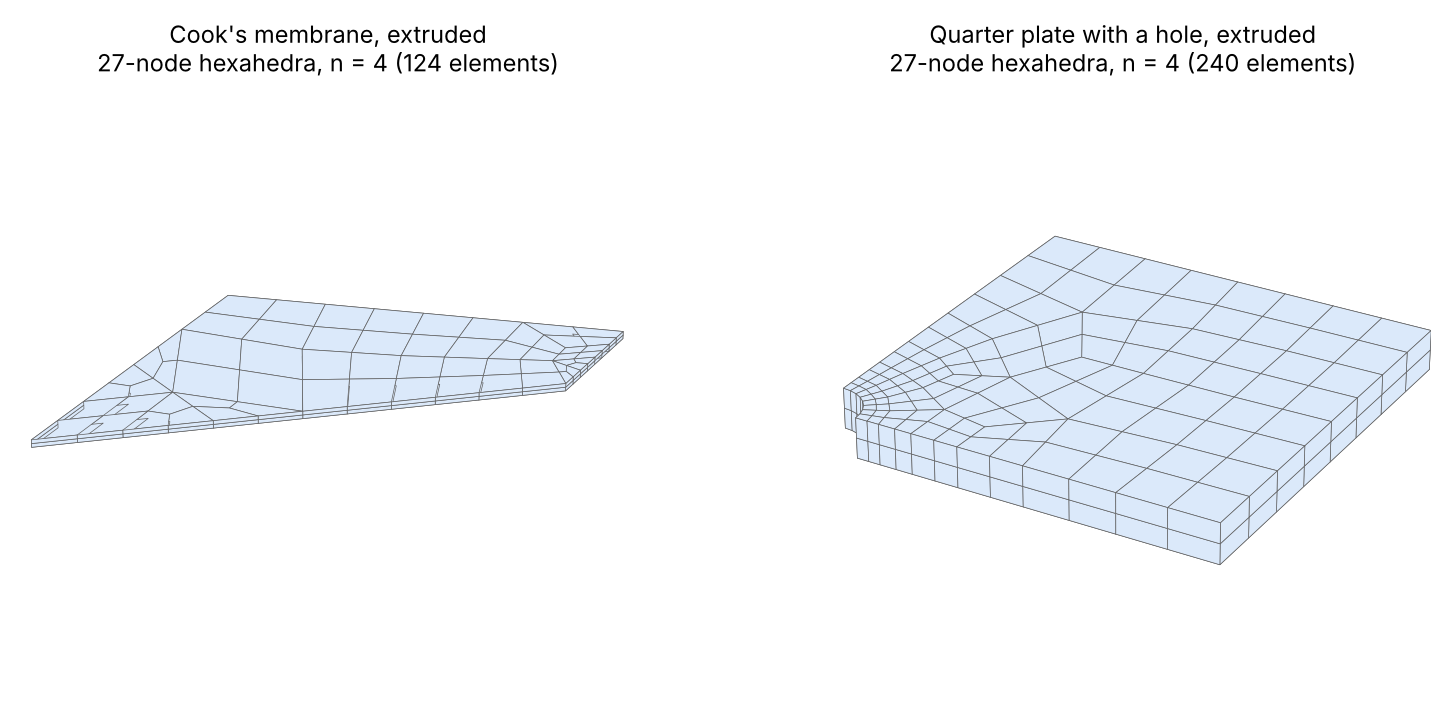 Cook's membrane, extruded
27-node hexahedra, n = 4 (124 elements)
Quarter plate with a hole, extruded
27-node hexahedra, n = 4 (240 elements)